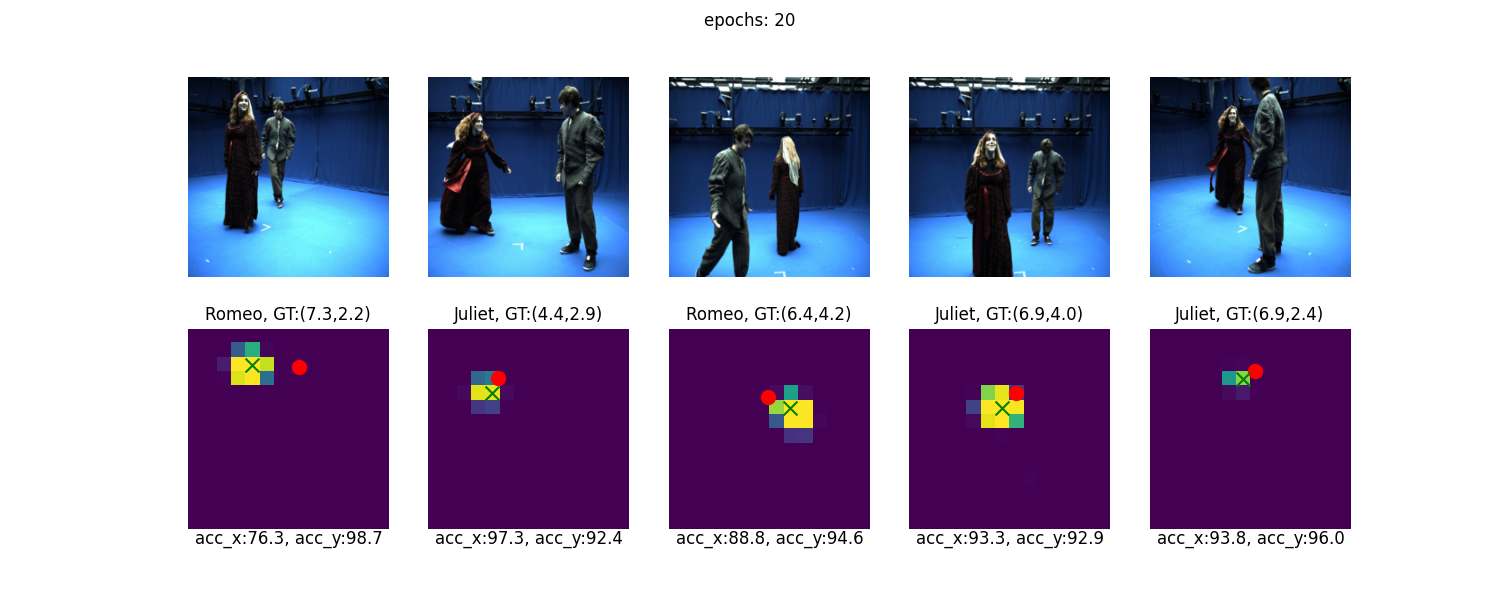 epochs: 20
Romeo, GT:(7.3,2.2)
Juliet, GT:(4.4,2.9)
Romeo, GT:(6.4,4.2)
Juliet, GT:(6.9,4.0)
Juliet, GT:(6.9,2.4)
acc_x:76.3, acc_y:98.7
acc_x:97.3, acc_y:92.4
acc_x:88.8, acc_y:94.6
acc_x:93.3, acc_y:92.9
acc_x:93.8, acc_y:96.0